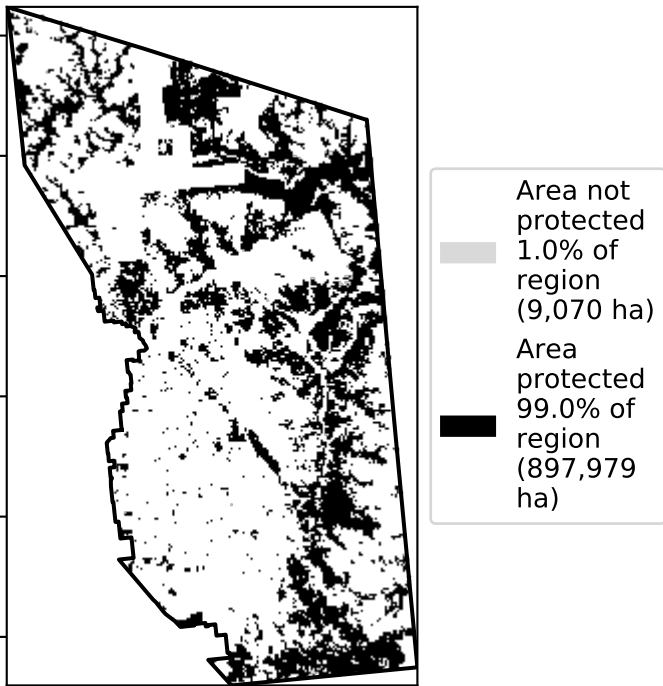 Area not
protected
1.0% of
region
(9,070 ha)
Area
protected
99.0% of
region
(897,979
ha)